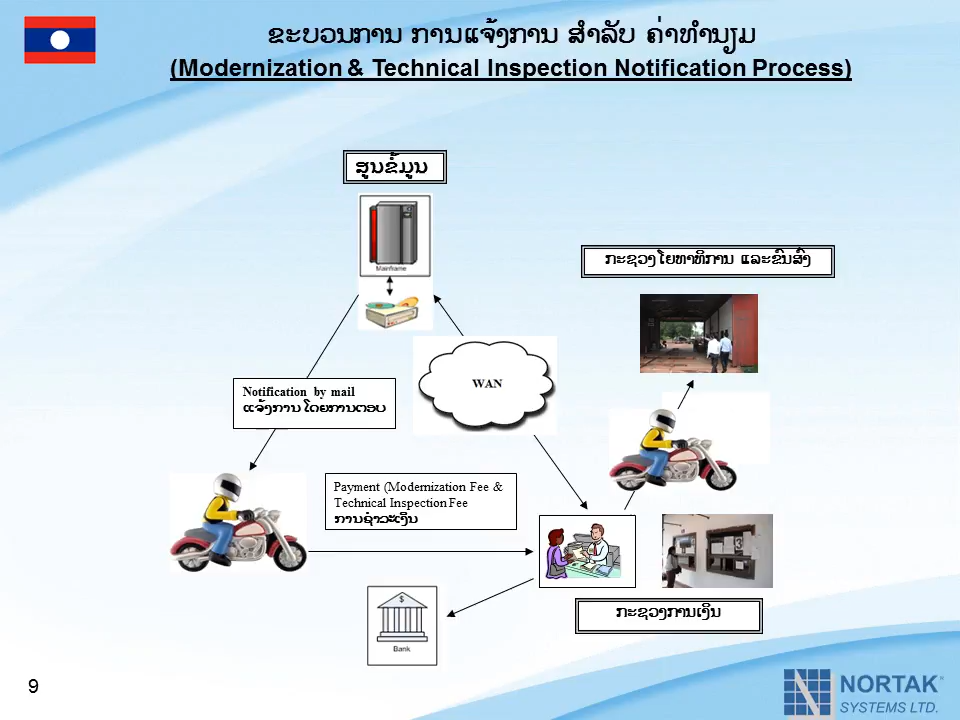 ຂະບວນການ ການແຈ້ງການ ສຳລັບ ຄ່າທຳນຽມ
(Modernization & Technical Inspection Notification Process)
ສູນຂໍ້ມູນ
Mainframe
ກະຊວງໂຍທາທິການ ແລະຂົນສົ່ງ
WAN
Notification by mail
ແຈ້ງການ ໂດຍການຕອບ
Payment (Modernization Fee &
Technical Inspection Fee
ການຊຳລະເງິນ
3
$
Bank
ກະຊວງການເງິນ
9
NORTAK
SYSTEMS LTD.